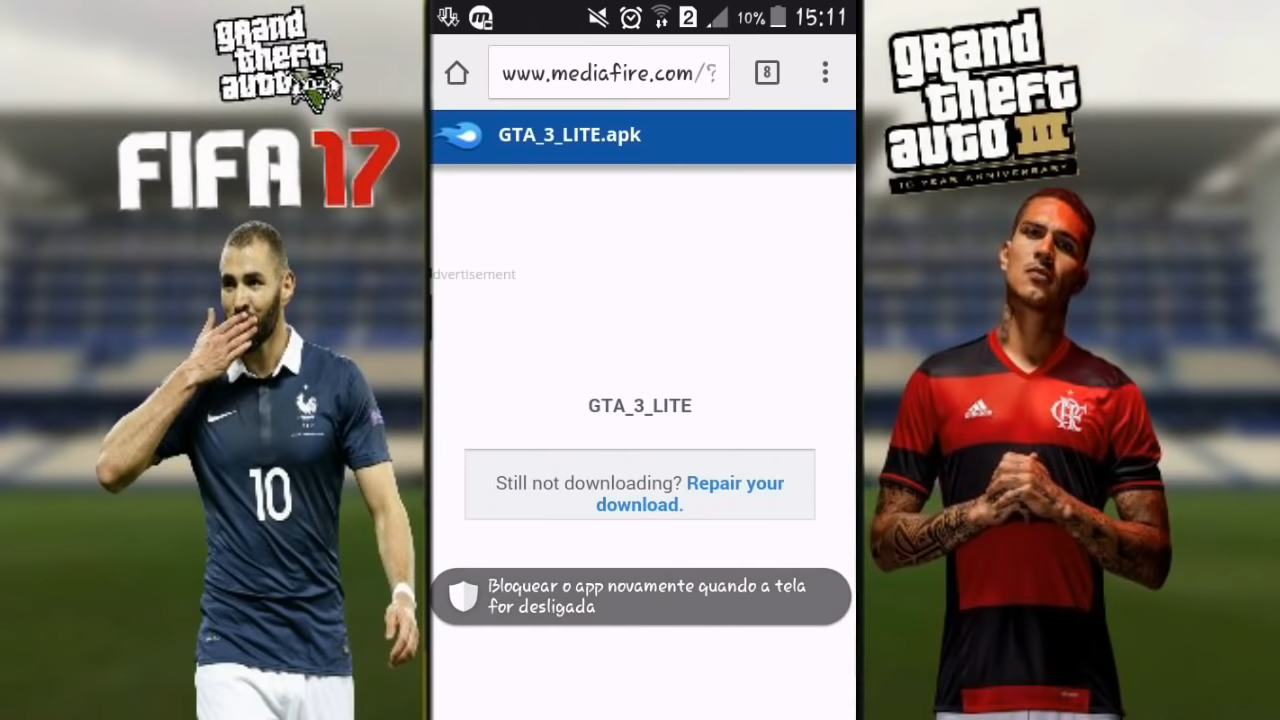 grand
theft
auto V
FIFA 17
10
2
10%
15:11
www.mediafire.com/?
8
GTA_3_LITE.apk
dvertisement
GTA_3_LITE
Still not downloading? Repair your
download.
Bloquear o app novamente quando a tela
for desligada
grand
theft
auto III
10 YEAR ANNIVERSARY
adidas